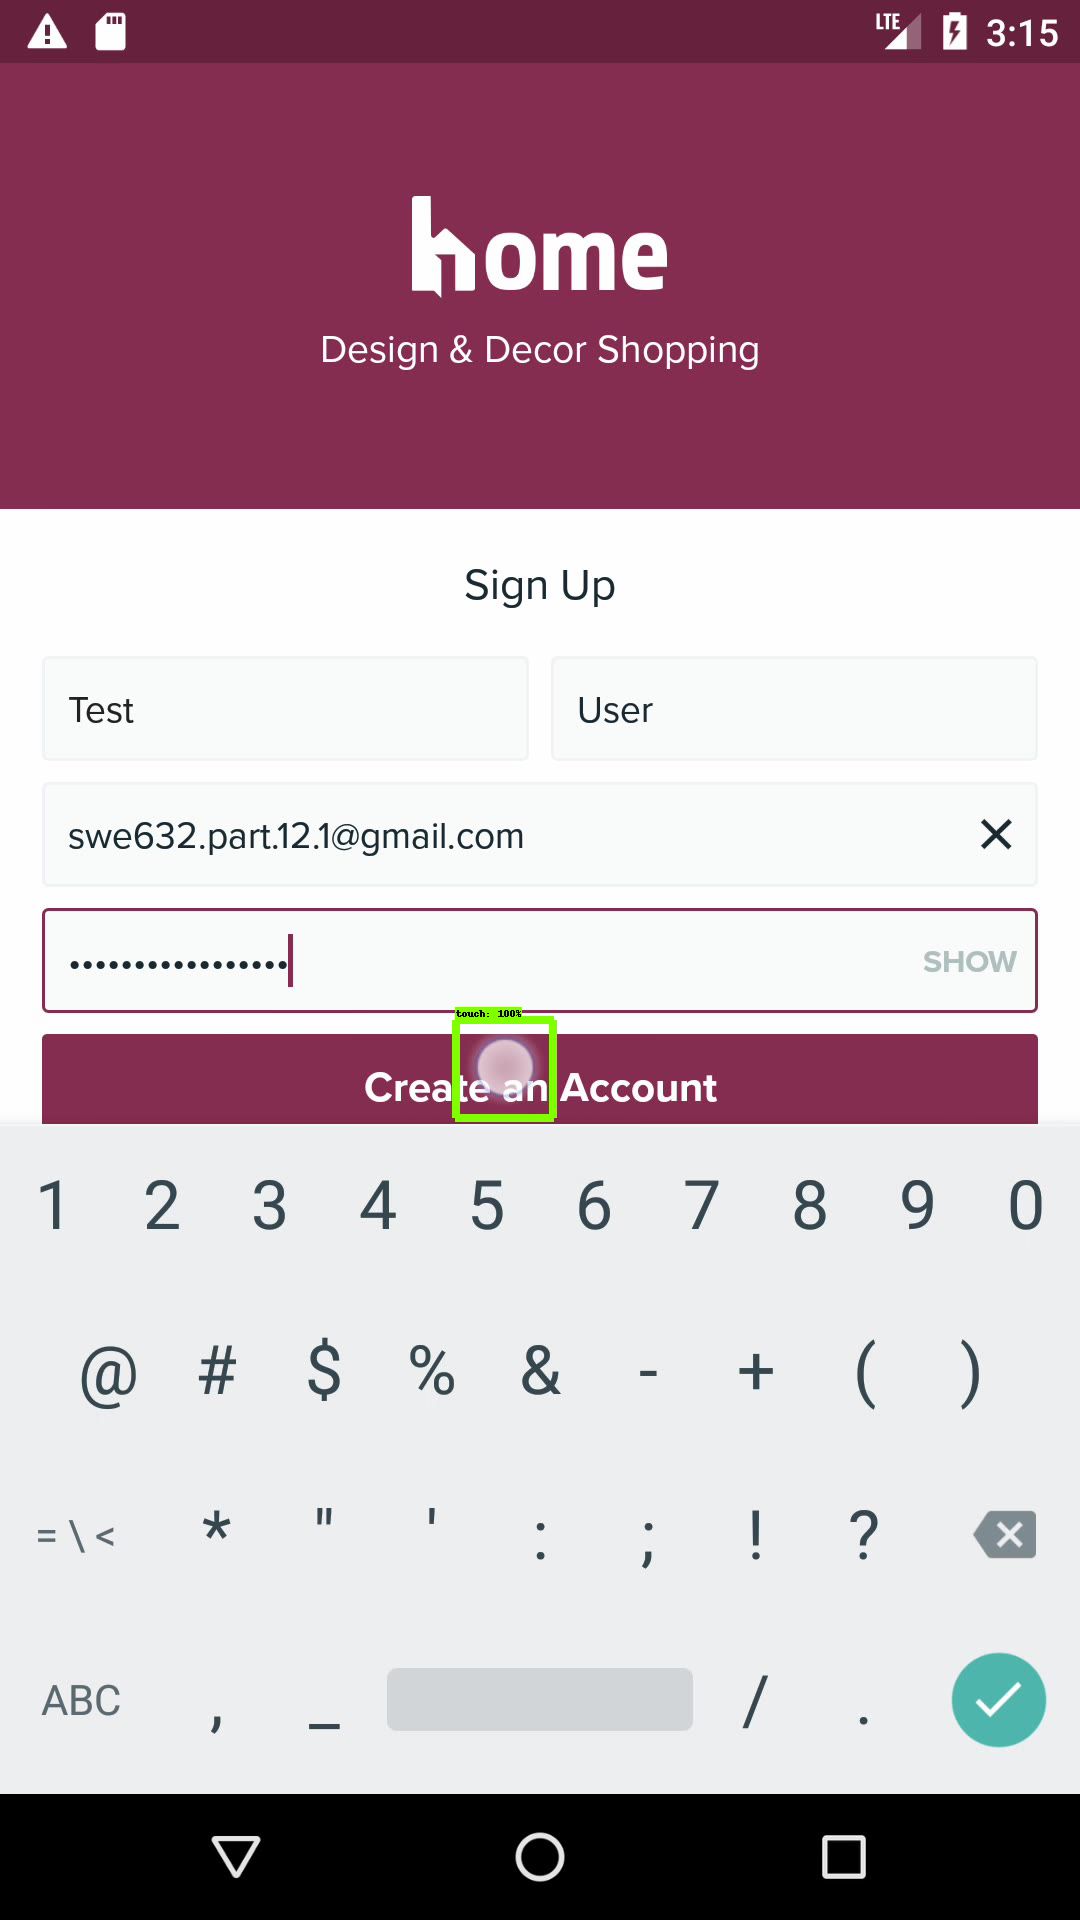 LTE 3:15
home
Design & Decor Shopping
Sign Up
Test User
swe632.part.12.1@gmail.com
••••••••••••••••• SHOW
touch: 100%
Create an Account
1 2 3 4 5 6 7 8 9 0
@ # $ % & - + ( )
= \ < * " ' : ; ! ?
ABC , _ / .